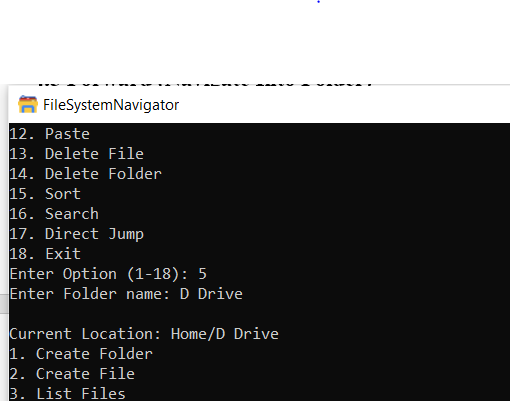 FileSystemNavigator
12. Paste
13. Delete File
14. Delete Folder
15. Sort
16. Search
17. Direct Jump
18. Exit
Enter Option (1-18): 5
Enter Folder name: D Drive
Current Location: Home/D Drive
1. Create Folder
2. Create File
3. List Files